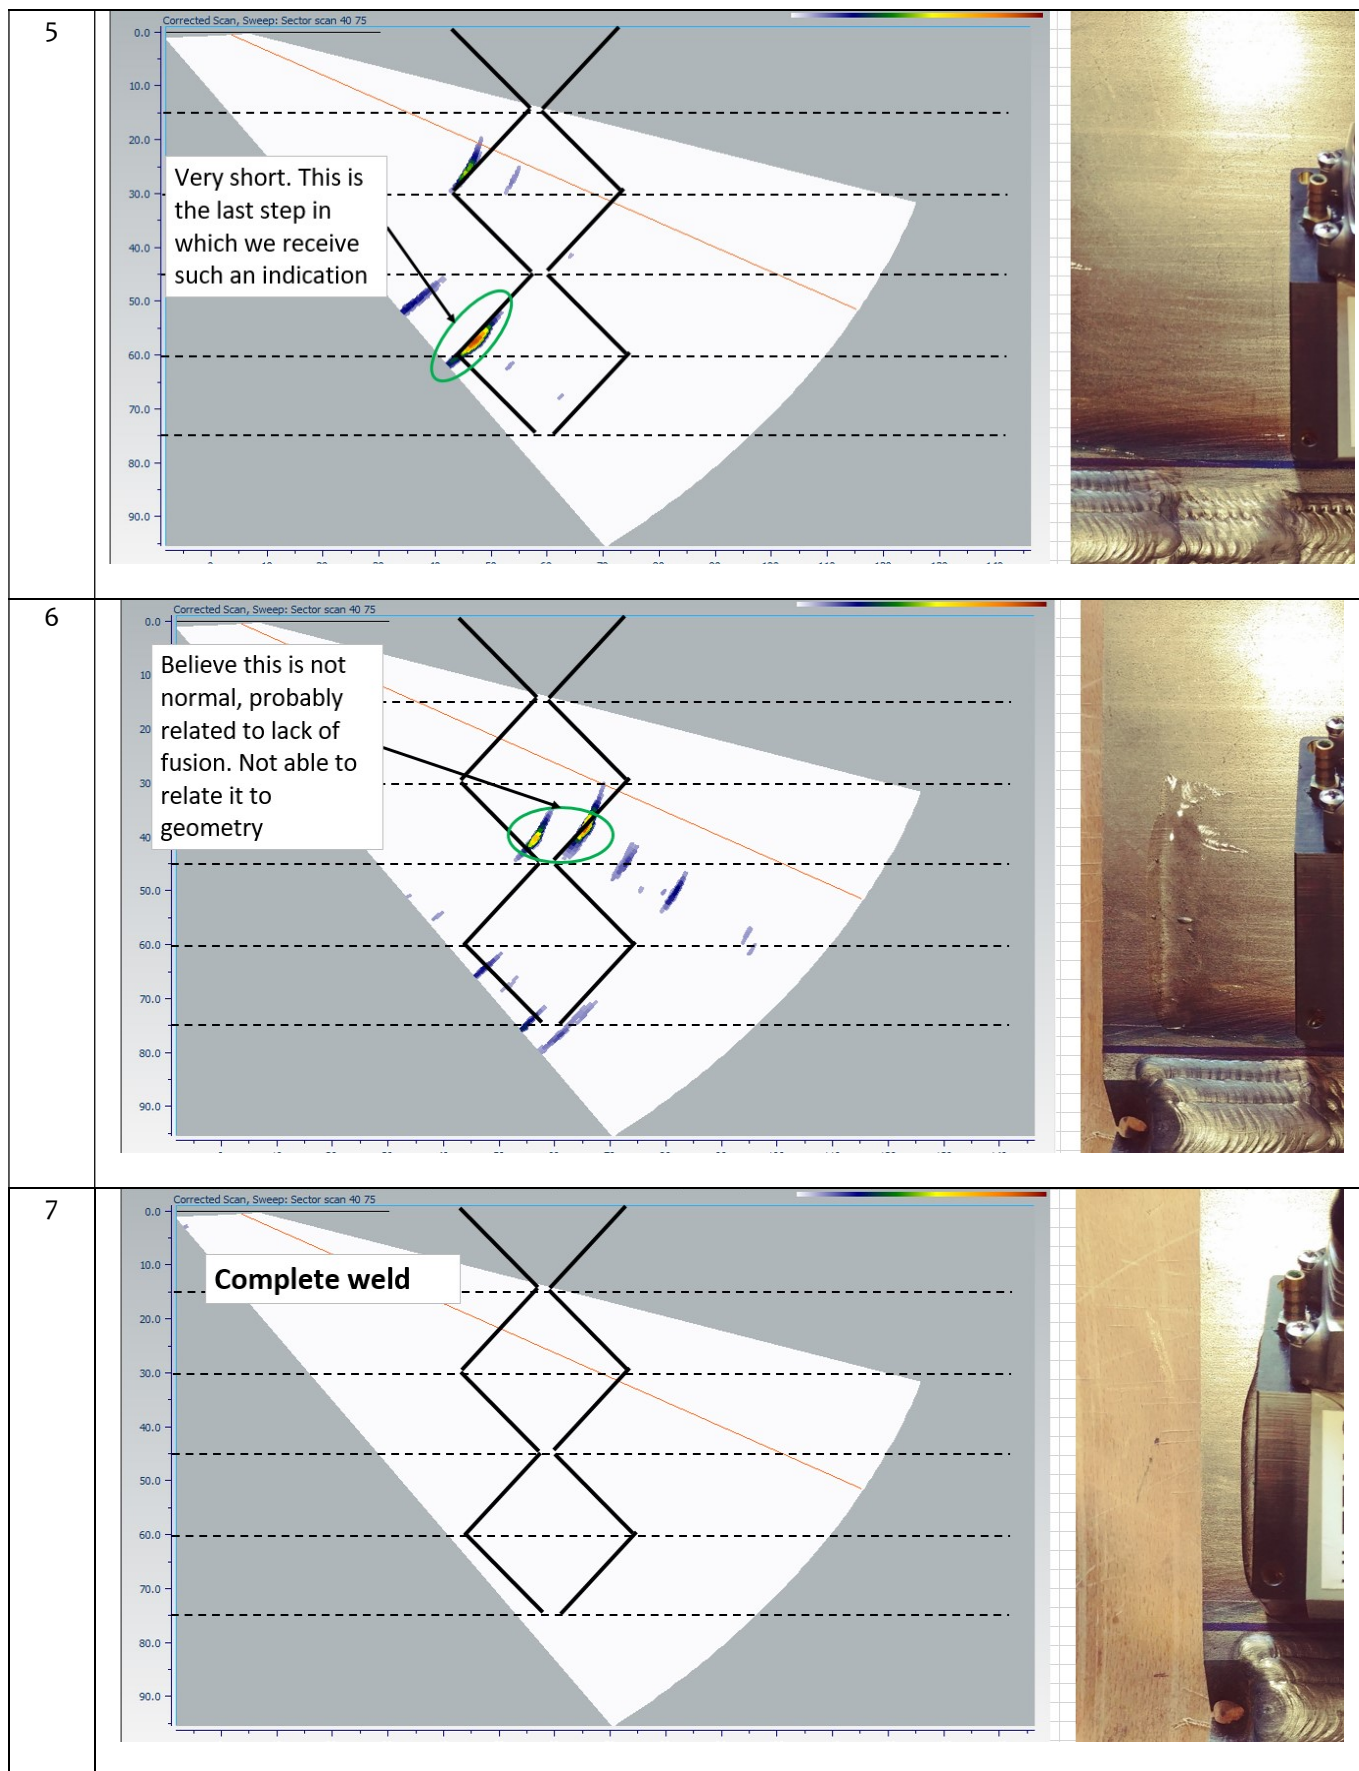 5
Corrected Scan, Sweep: Sector scan 40 75
0.0
10.0
20.0
30.0
40.0
50.0
60.0
70.0
80.0
90.0
Very short. This is
the last step in
which we receive
such an indication
6
Corrected Scan, Sweep: Sector scan 40 75
0.0
10
20
30
40
50.0
60.0
70.0
80.0
90.0
Believe this is not
normal, probably
related to lack of
fusion. Not able to
relate it to
geometry
7
Corrected Scan, Sweep: Sector scan 40 75
0.0
10.0
20.0
30.0
40.0
50.0
60.0
70.0
80.0
90.0
Complete weld